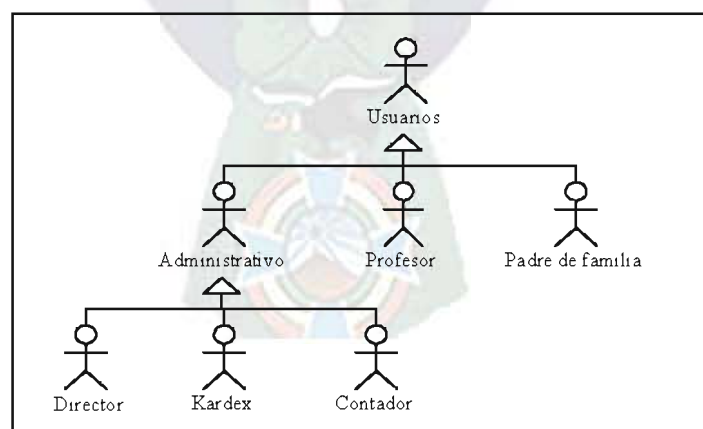 Usuarios
Administrativo Profesor Padre de familia
Director Kardex Contador